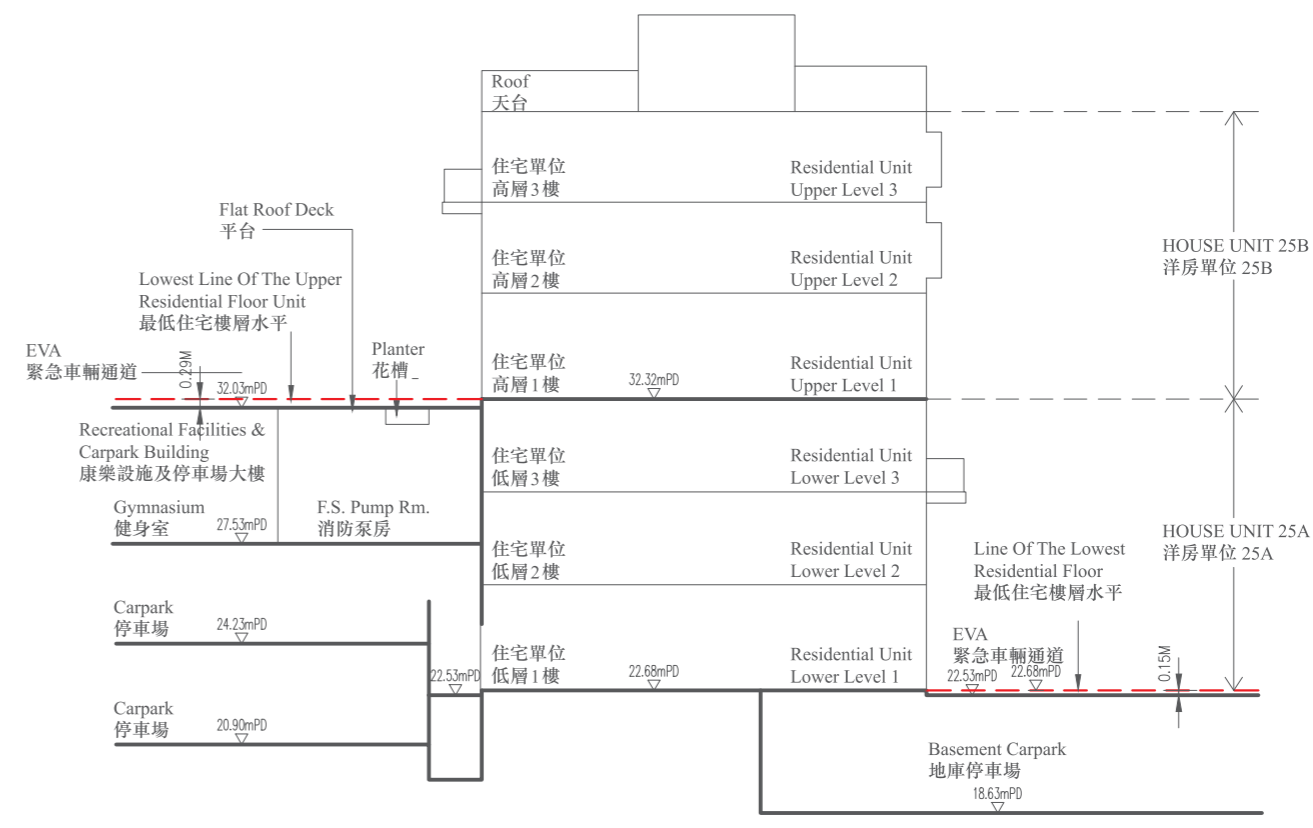 Roof
天台
住宅單位
高層3樓
Residential Unit
Upper Level 3
Flat Roof Deck
平台
住宅單位
高層2樓
Residential Unit
Upper Level 2
HOUSE UNIT 25B
洋房單位 25B
Lowest Line Of The Upper
Residential Floor Unit
最低住宅樓層水平
EVA
緊急車輛通道
0.29M
32.03mPD
Planter
花槽
住宅單位
高層1樓
32.32mPD
Residential Unit
Upper Level 1
Recreational Facilities &
Carpark Building
康樂設施及停車場大樓
住宅單位
低層3樓
Residential Unit
Lower Level 3
Gymnasium
健身室
27.53mPD
F.S. Pump Rm.
消防泵房
住宅單位
低層2樓
Residential Unit
Lower Level 2
Line Of The Lowest
Residential Floor
最低住宅樓層水平
HOUSE UNIT 25A
洋房單位 25A
Carpark
停車場
24.23mPD
22.53mPD
住宅單位
低層1樓
22.68mPD
Residential Unit
Lower Level 1
EVA
緊急車輛通道
22.53mPD
22.68mPD
0.15M
Carpark
停車場
20.90mPD
Basement Carpark
地庫停車場
18.63mPD